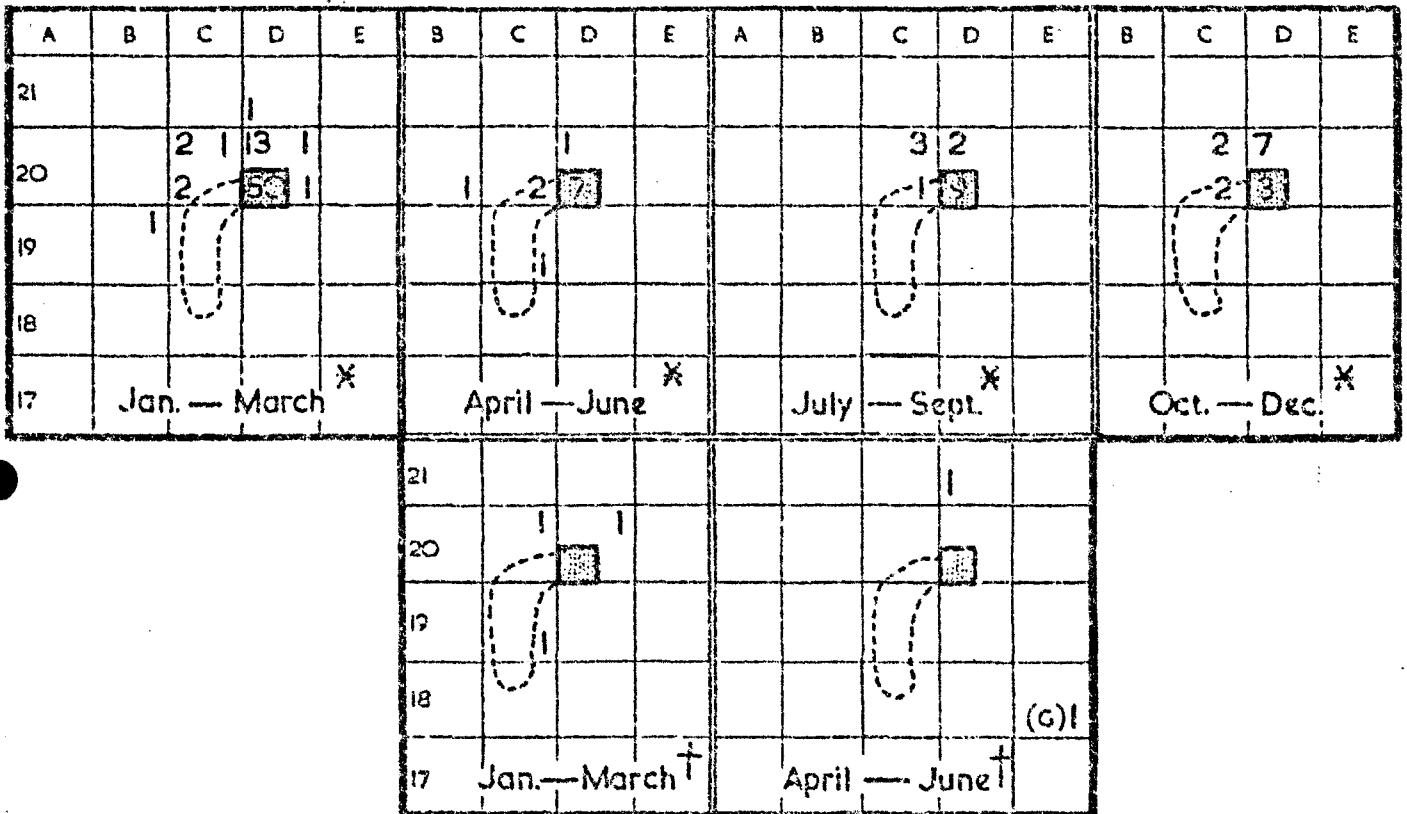 A B C D E B C D E A B C D E B C D E
21
1
2 1 13 1 1 3 2 2 7
20 2 50 1 1 2 7 1 9 2 3
1
19 1
18
17 Jan. — March * April — June * July — Sept. * Oct. — Dec. *
21 1
1 1
20
19 1
18 (G)1
17 Jan. — March † April — June †